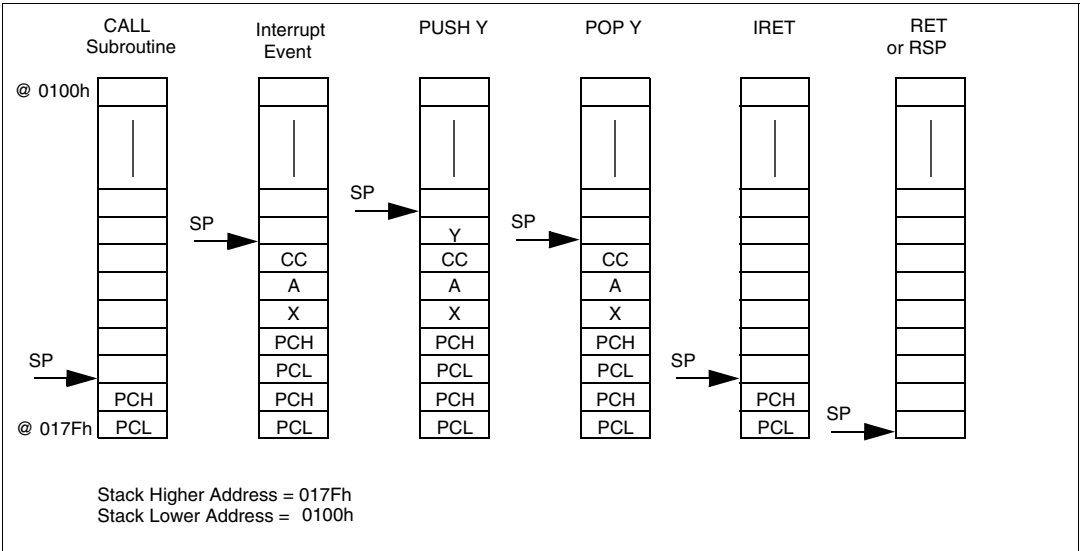 CALL
Subroutine
Interrupt
Event
PUSH Y
POP Y
IRET
RET
or RSP
@ 0100h
SP
PCH
@ 017Fh
PCL
SP
CC
A
X
PCH
PCL
PCH
PCL
SP
Y
CC
A
X
PCH
PCL
PCH
PCL
SP
CC
A
X
PCH
PCL
PCH
PCL
SP
PCH
PCL
SP
Stack Higher Address = 017Fh
Stack Lower Address = 0100h